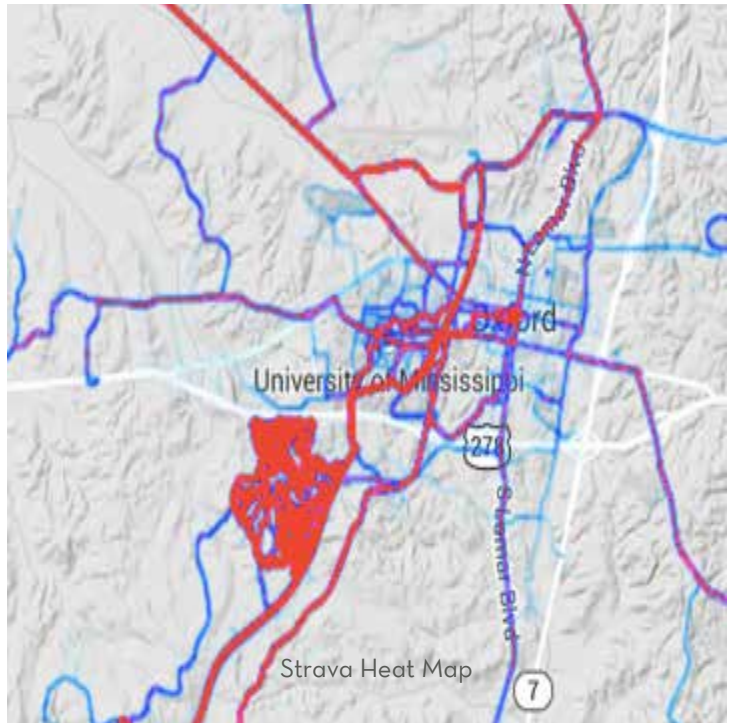 N Lamar Blvd
Oxford
University of Mississippi
278
S Lamar Blvd
Strava Heat Map
7